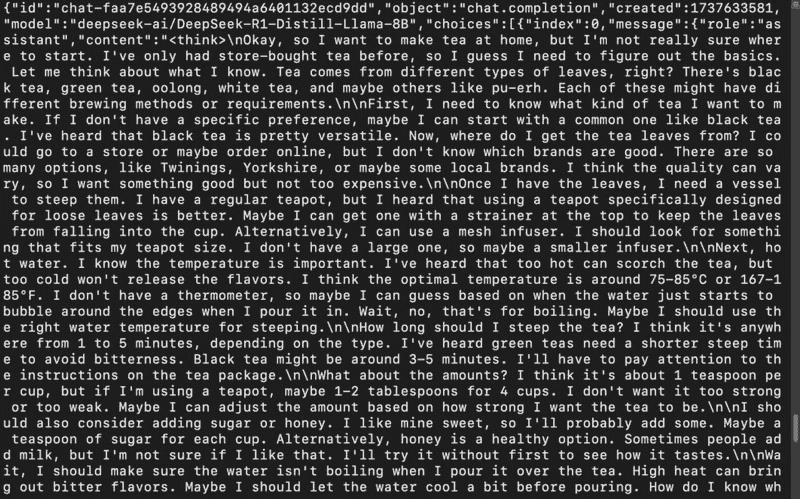 {"id":"chat-faa7e5493928489494a6401132ecd9dd","object":"chat.completion","created":1737633581,
"model":"deepseek-ai/DeepSeek-R1-Distill-Llama-8B","choices":[{"index":0,"message":{"role":"as
sistant","content":"<think>\nOkay, so I want to make tea at home, but I'm not really sure wher
e to start. I've only had store-bought tea before, so I guess I need to figure out the basics.
 Let me think about what I know. Tea comes from different types of leaves, right? There's blac
k tea, green tea, oolong, white tea, and maybe others like pu-erh. Each of these might have di
fferent brewing methods or requirements.\n\nFirst, I need to know what kind of tea I want to m
ake. If I don't have a specific preference, maybe I can start with a common one like black tea
. I've heard that black tea is pretty versatile. Now, where do I get the tea leaves from? I co
uld go to a store or maybe order online, but I don't know which brands are good. There are so 
many options, like Twinings, Yorkshire, or maybe some local brands. I think the quality can va
ry, so I want something good but not too expensive.\n\nOnce I have the leaves, I need a vessel
 to steep them. I have a regular teapot, but I heard that using a teapot specifically designed
 for loose leaves is better. Maybe I can get one with a strainer at the top to keep the leaves
 from falling into the cup. Alternatively, I can use a mesh infuser. I should look for somethi
ng that fits my teapot size. I don't have a large one, so maybe a smaller infuser.\n\nNext, ho
t water. I know the temperature is important. I've heard that too hot can scorch the tea, but 
too cold won't release the flavors. I think the optimal temperature is around 75-85°C or 167-1
85°F. I don't have a thermometer, so maybe I can guess based on when the water just starts to 
bubble around the edges when I pour it in. Wait, no, that's for boiling. Maybe I should use th
e right water temperature for steeping.\n\nHow long should I steep the tea? I think it's anywh
ere from 1 to 5 minutes, depending on the type. I've heard green teas need a shorter steep tim
e to avoid bitterness. Black tea might be around 3-5 minutes. I'll have to pay attention to th
e instructions on the tea package.\n\nWhat about the amounts? I think it's about 1 teaspoon pe
r cup, but if I'm using a teapot, maybe 1-2 tablespoons for 4 cups. I don't want it too strong
 or too weak. Maybe I can adjust the amount based on how strong I want the tea to be.\n\nI sho
uld also consider adding sugar or honey. I like mine sweet, so I'll probably add some. Maybe a
 teaspoon of sugar for each cup. Alternatively, honey is a healthy option. Sometimes people ad
d milk, but I'm not sure if I like that. I'll try it without first to see how it tastes.\n\nWa
it, I should make sure the water isn't boiling when I pour it over the tea. High heat can brin
g out bitter flavors. Maybe I should let the water cool a bit before pouring. How do I know wh